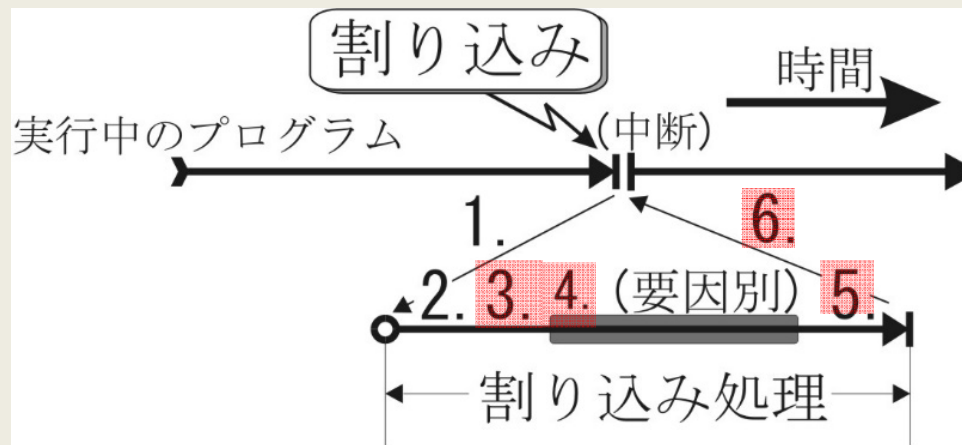 割り込み
時間
実行中のプログラム
(中断)
1.
6.
2. 3. 4. (要因別) 5.
割り込み処理